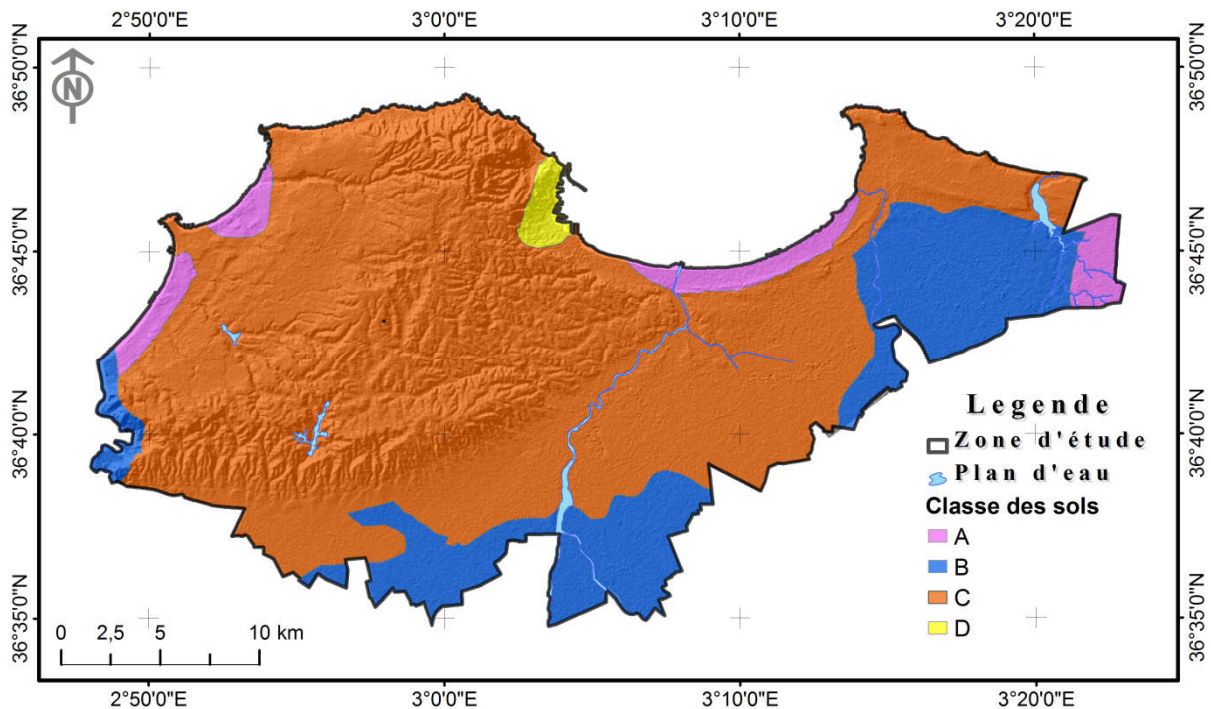 2°50'0"E 3°0'0"E 3°10'0"E 3°20'0"E
36°50'0"N 36°50'0"N
N
36°45'0"N 36°45'0"N
36°40'0"N 36°40'0"N
36°35'0"N 36°35'0"N
Legende
Zone d'étude
Plan d'eau
Classe des sols
A
B
C
D
0 2,5 5 10 km
2°50'0"E 3°0'0"E 3°10'0"E 3°20'0"E